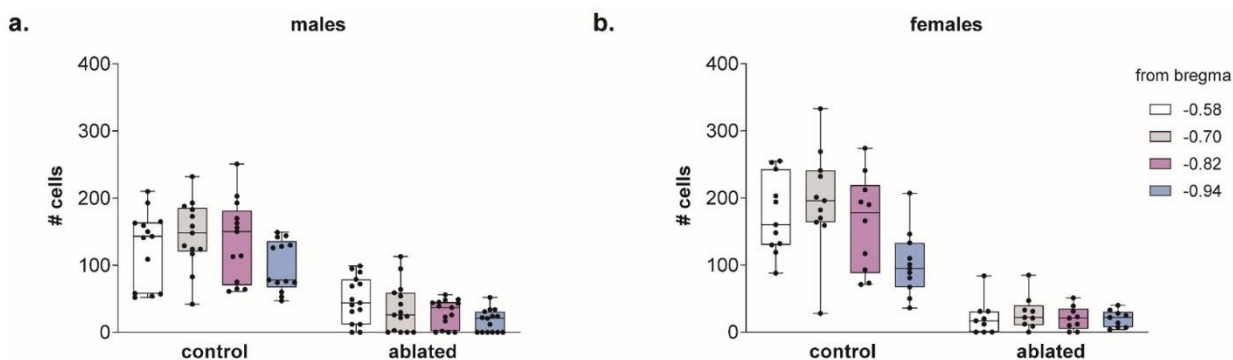 a.
males
400
300
200
100
0
# cells
control
ablated
b.
females
400
300
200
100
0
# cells
control
ablated
from bregma
-0.58
-0.70
-0.82
-0.94